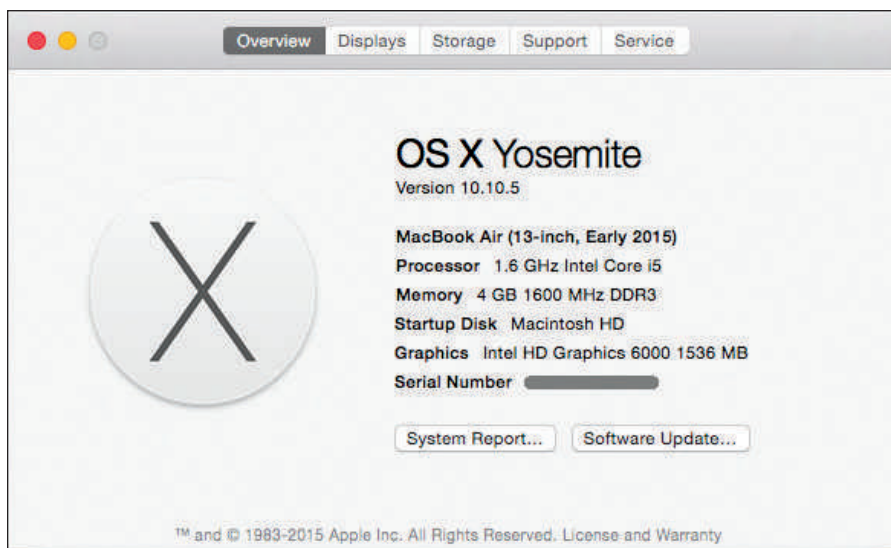 Overview Displays Storage Support Service
OS X Yosemite
Version 10.10.5
MacBook Air (13-inch, Early 2015)
Processor 1.6 GHz Intel Core i5
Memory 4 GB 1600 MHz DDR3
Startup Disk Macintosh HD
Graphics Intel HD Graphics 6000 1536 MB
Serial Number
System Report... Software Update...
™ and © 1983-2015 Apple Inc. All Rights Reserved. License and Warranty